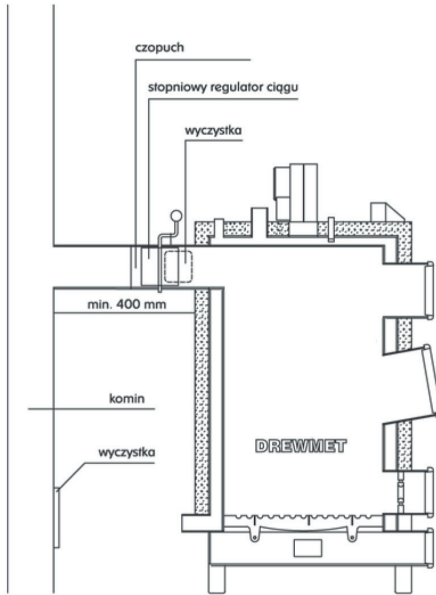 czopuch
stopniowy regulator ciągu
wyczystka
min. 400 mm
komin
DREWMET
wyczystka